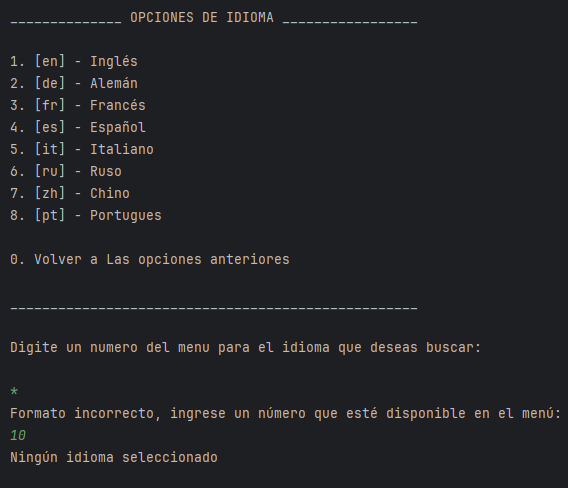 ______________ OPCIONES DE IDIOMA _________________
1. [en] - Inglés
2. [de] - Alemán
3. [fr] - Francés
4. [es] - Español
5. [it] - Italiano
6. [ru] - Ruso
7. [zh] - Chino
8. [pt] - Portugues
0. Volver a Las opciones anteriores
___________________________________________________
Digite un numero del menu para el idioma que deseas buscar:
*
Formato incorrecto, ingrese un número que esté disponible en el menú:
10
Ningún idioma seleccionado